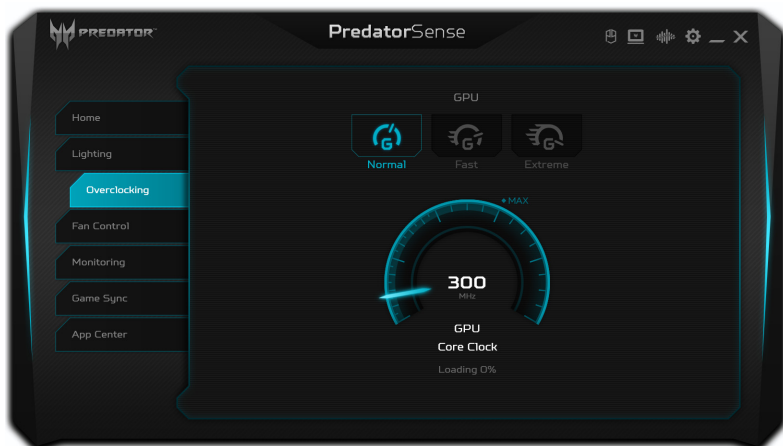 PREDATOR
PredatorSense
Home
Lighting
Overclocking
Fan Control
Monitoring
Game Sync
App Center
GPU
G
G
G
Normal
Fast
Extreme
MAX
300
MHz
GPU
Core Clock
Loading 0%